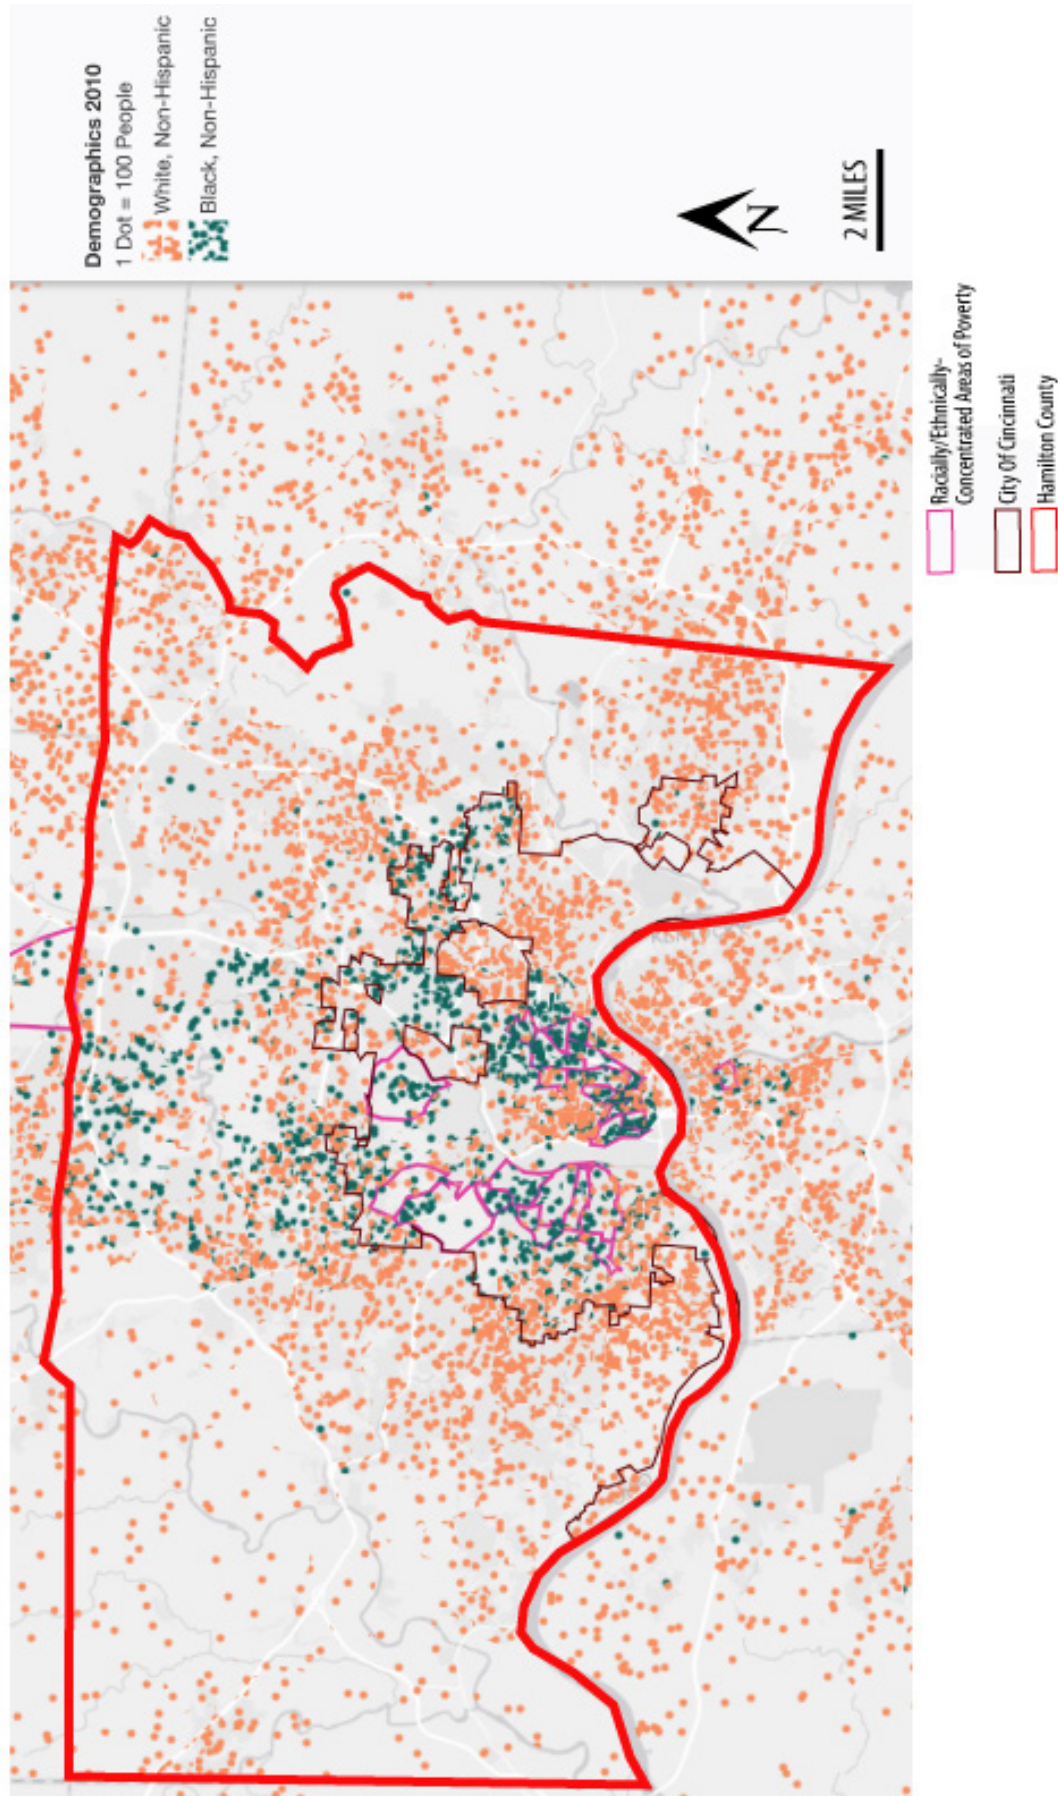 Demographics 2010
1 Dot = 100 People
White, Non-Hispanic
Black, Non-Hispanic
N
2 MILES
Racially/Ethnically-
Concentrated Areas of Poverty
City Of Cincinnati
Hamilton County